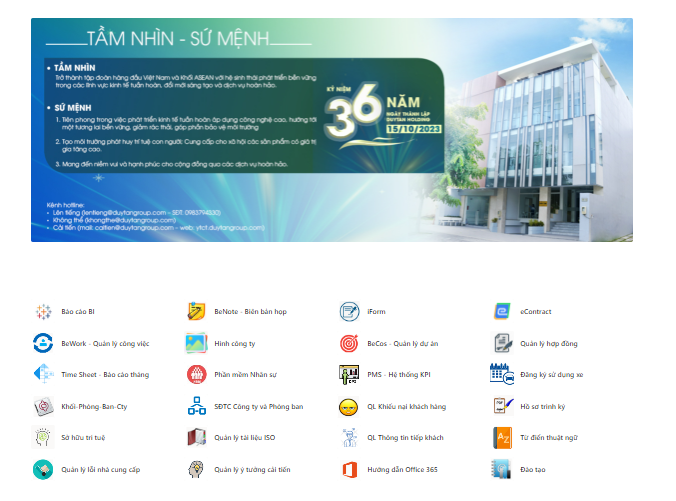 TẦM NHÌN - SỨ MỆNH
• TẦM NHÌN
Trở thành tập đoàn hàng đầu Việt Nam và Khối ASEAN với hệ sinh thái phát triển bền vững
trong các lĩnh vực kinh tế tuần hoàn, đổi mới sáng tạo và dịch vụ hoàn hảo.
• SỨ MỆNH
1. Tiên phong trong việc phát triển kinh tế tuần hoàn áp dụng công nghệ cao, hướng tới
một tương lai bền vững, giảm rác thải, góp phần bảo vệ môi trường
2. Tạo môi trường phát huy trí tuệ con người: Cung cấp cho xã hội các sản phẩm có giá trị
gia tăng cao.
3. Mang đến niềm vui và hạnh phúc cho cộng đồng qua các dịch vụ hoàn hảo.
KỶ NIỆM
36 NĂM
NGÀY THÀNH LẬP
DUYTAN HOLDING
15/10/2023
Kênh hotline:
• Lên tiếng (lentieng@duytangroup.com - SĐT: 0983794330)
• Không thể (khongthe@duytangroup.com)
• Cải tiến (mail: caitien@duytangroup.com - web: ytct.duytangroup.com)
Báo cáo BI
BeNote - Biên bản họp
iForm
eContract
BeWork - Quản lý công việc
Hình công ty
BeCos - Quản lý dự án
Quản lý hợp đồng
Time Sheet - Báo cáo tháng
Phần mềm Nhân sự
PMS - Hệ thống KPI
Đăng ký sử dụng xe
Khối-Phòng-Ban-Cty
SĐTC Công ty và Phòng ban
QL Khiếu nại khách hàng
Hồ sơ trình ký
Sở hữu trí tuệ
Quản lý tài liệu ISO
QL Thông tin tiếp khách
Từ điển thuật ngữ
Quản lý lỗi nhà cung cấp
Quản lý ý tưởng cải tiến
Hướng dẫn Office 365
Đào tạo